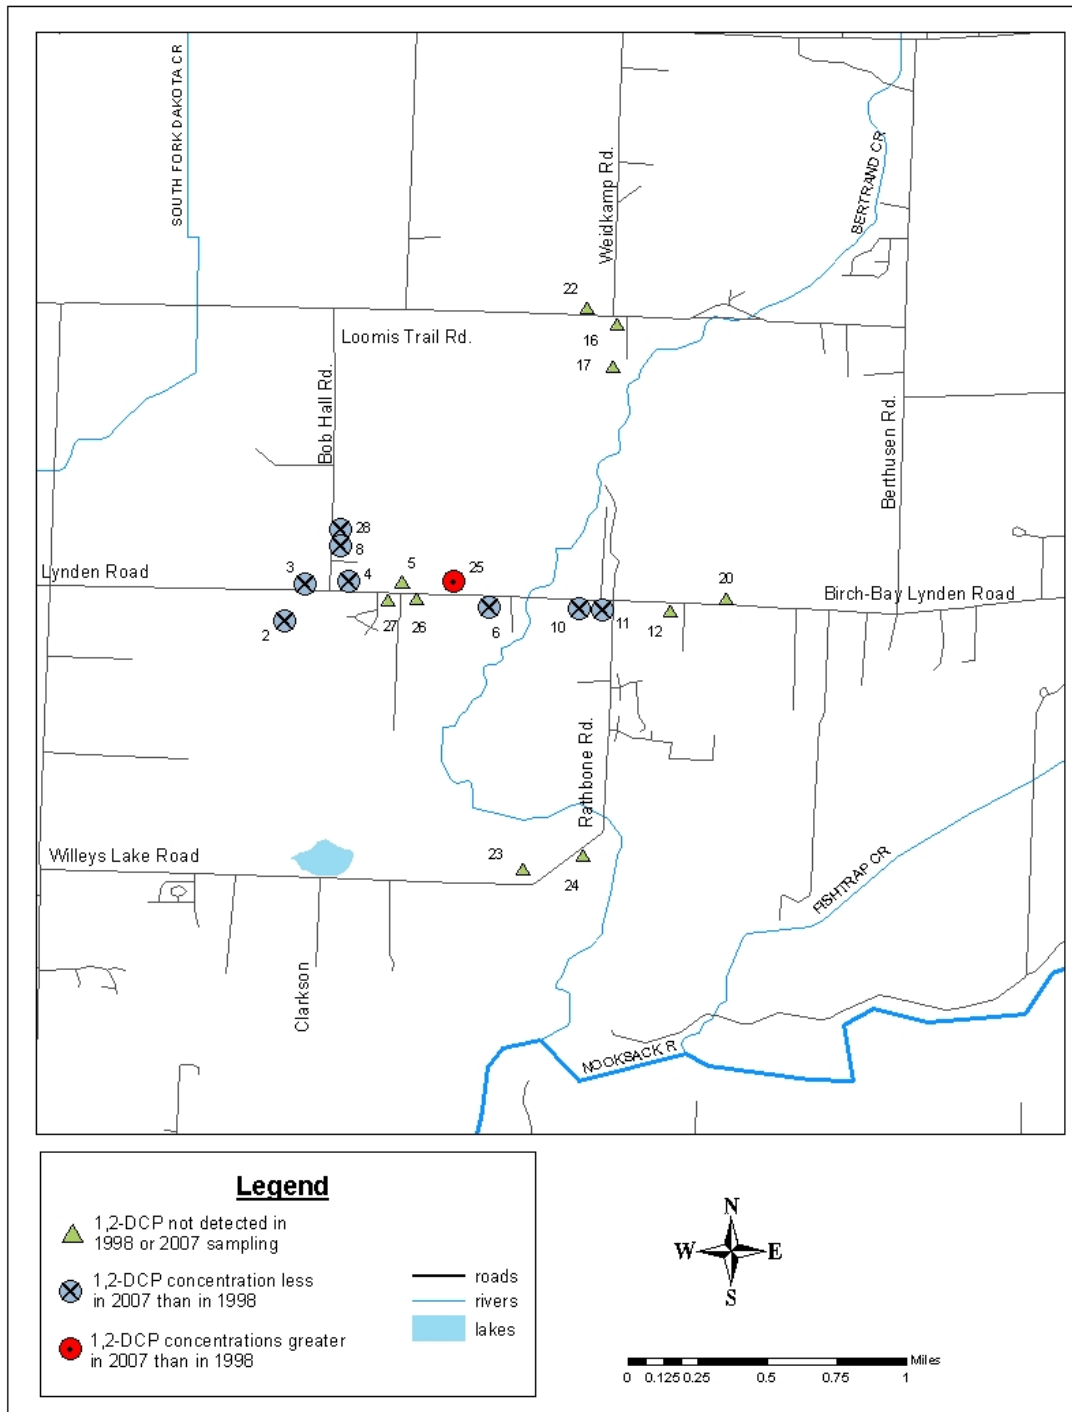 SOUTH FORK DAKOTA CR
Weidkamp Rd.
BERTRAND CR
22
16
Loomis Trail Rd.
17
Bob Hall Rd.
Berthusen Rd.
28
8
3
4
5
25
20
Lynden Road
Birch-Bay Lynden Road
2
27
26
6
10
11
12
Rathbone Rd.
Willeys Lake Road
23
24
FISHTRAP CR
Clarkson
NOOKSACK R
Legend
1,2-DCP not detected in
1998 or 2007 sampling
1,2-DCP concentration less
in 2007 than in 1998
1,2-DCP concentrations greater
in 2007 than in 1998
roads
rivers
lakes
N
W E
S
Miles
0 0.125 0.25 0.5 0.75 1